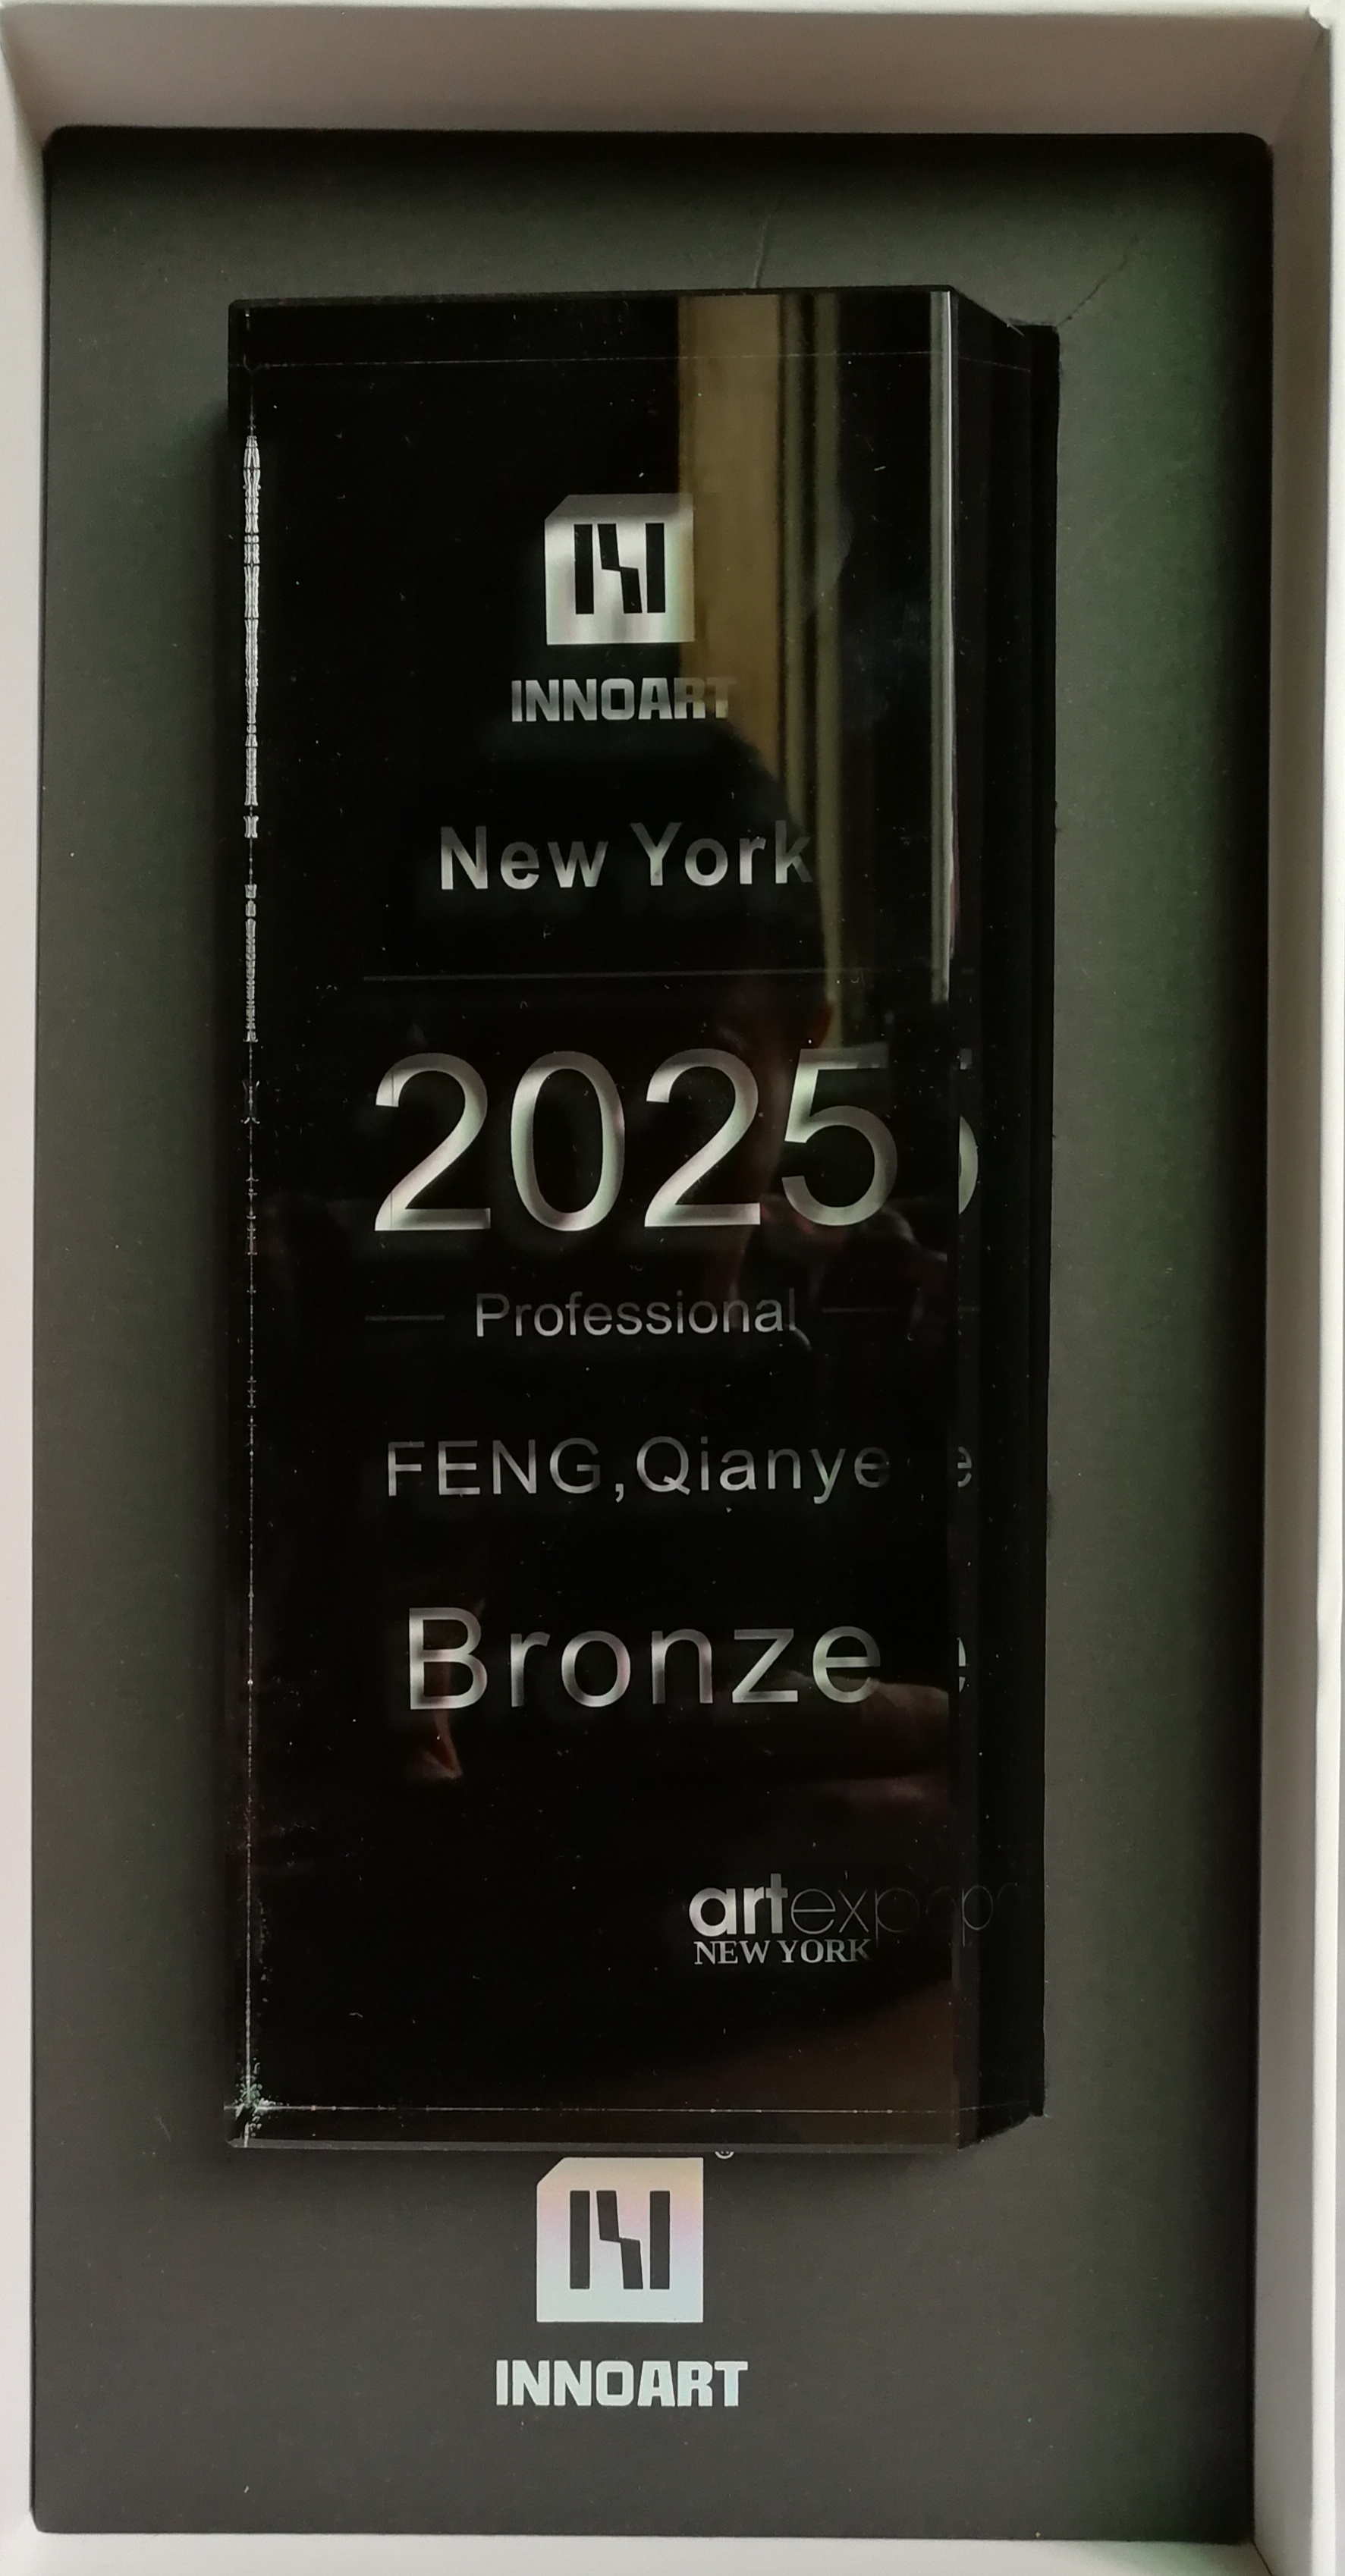 INNOART
New York
2025
Professional
FENG,Qianye
Bronze
artexpo
NEW YORK
®
INNOART